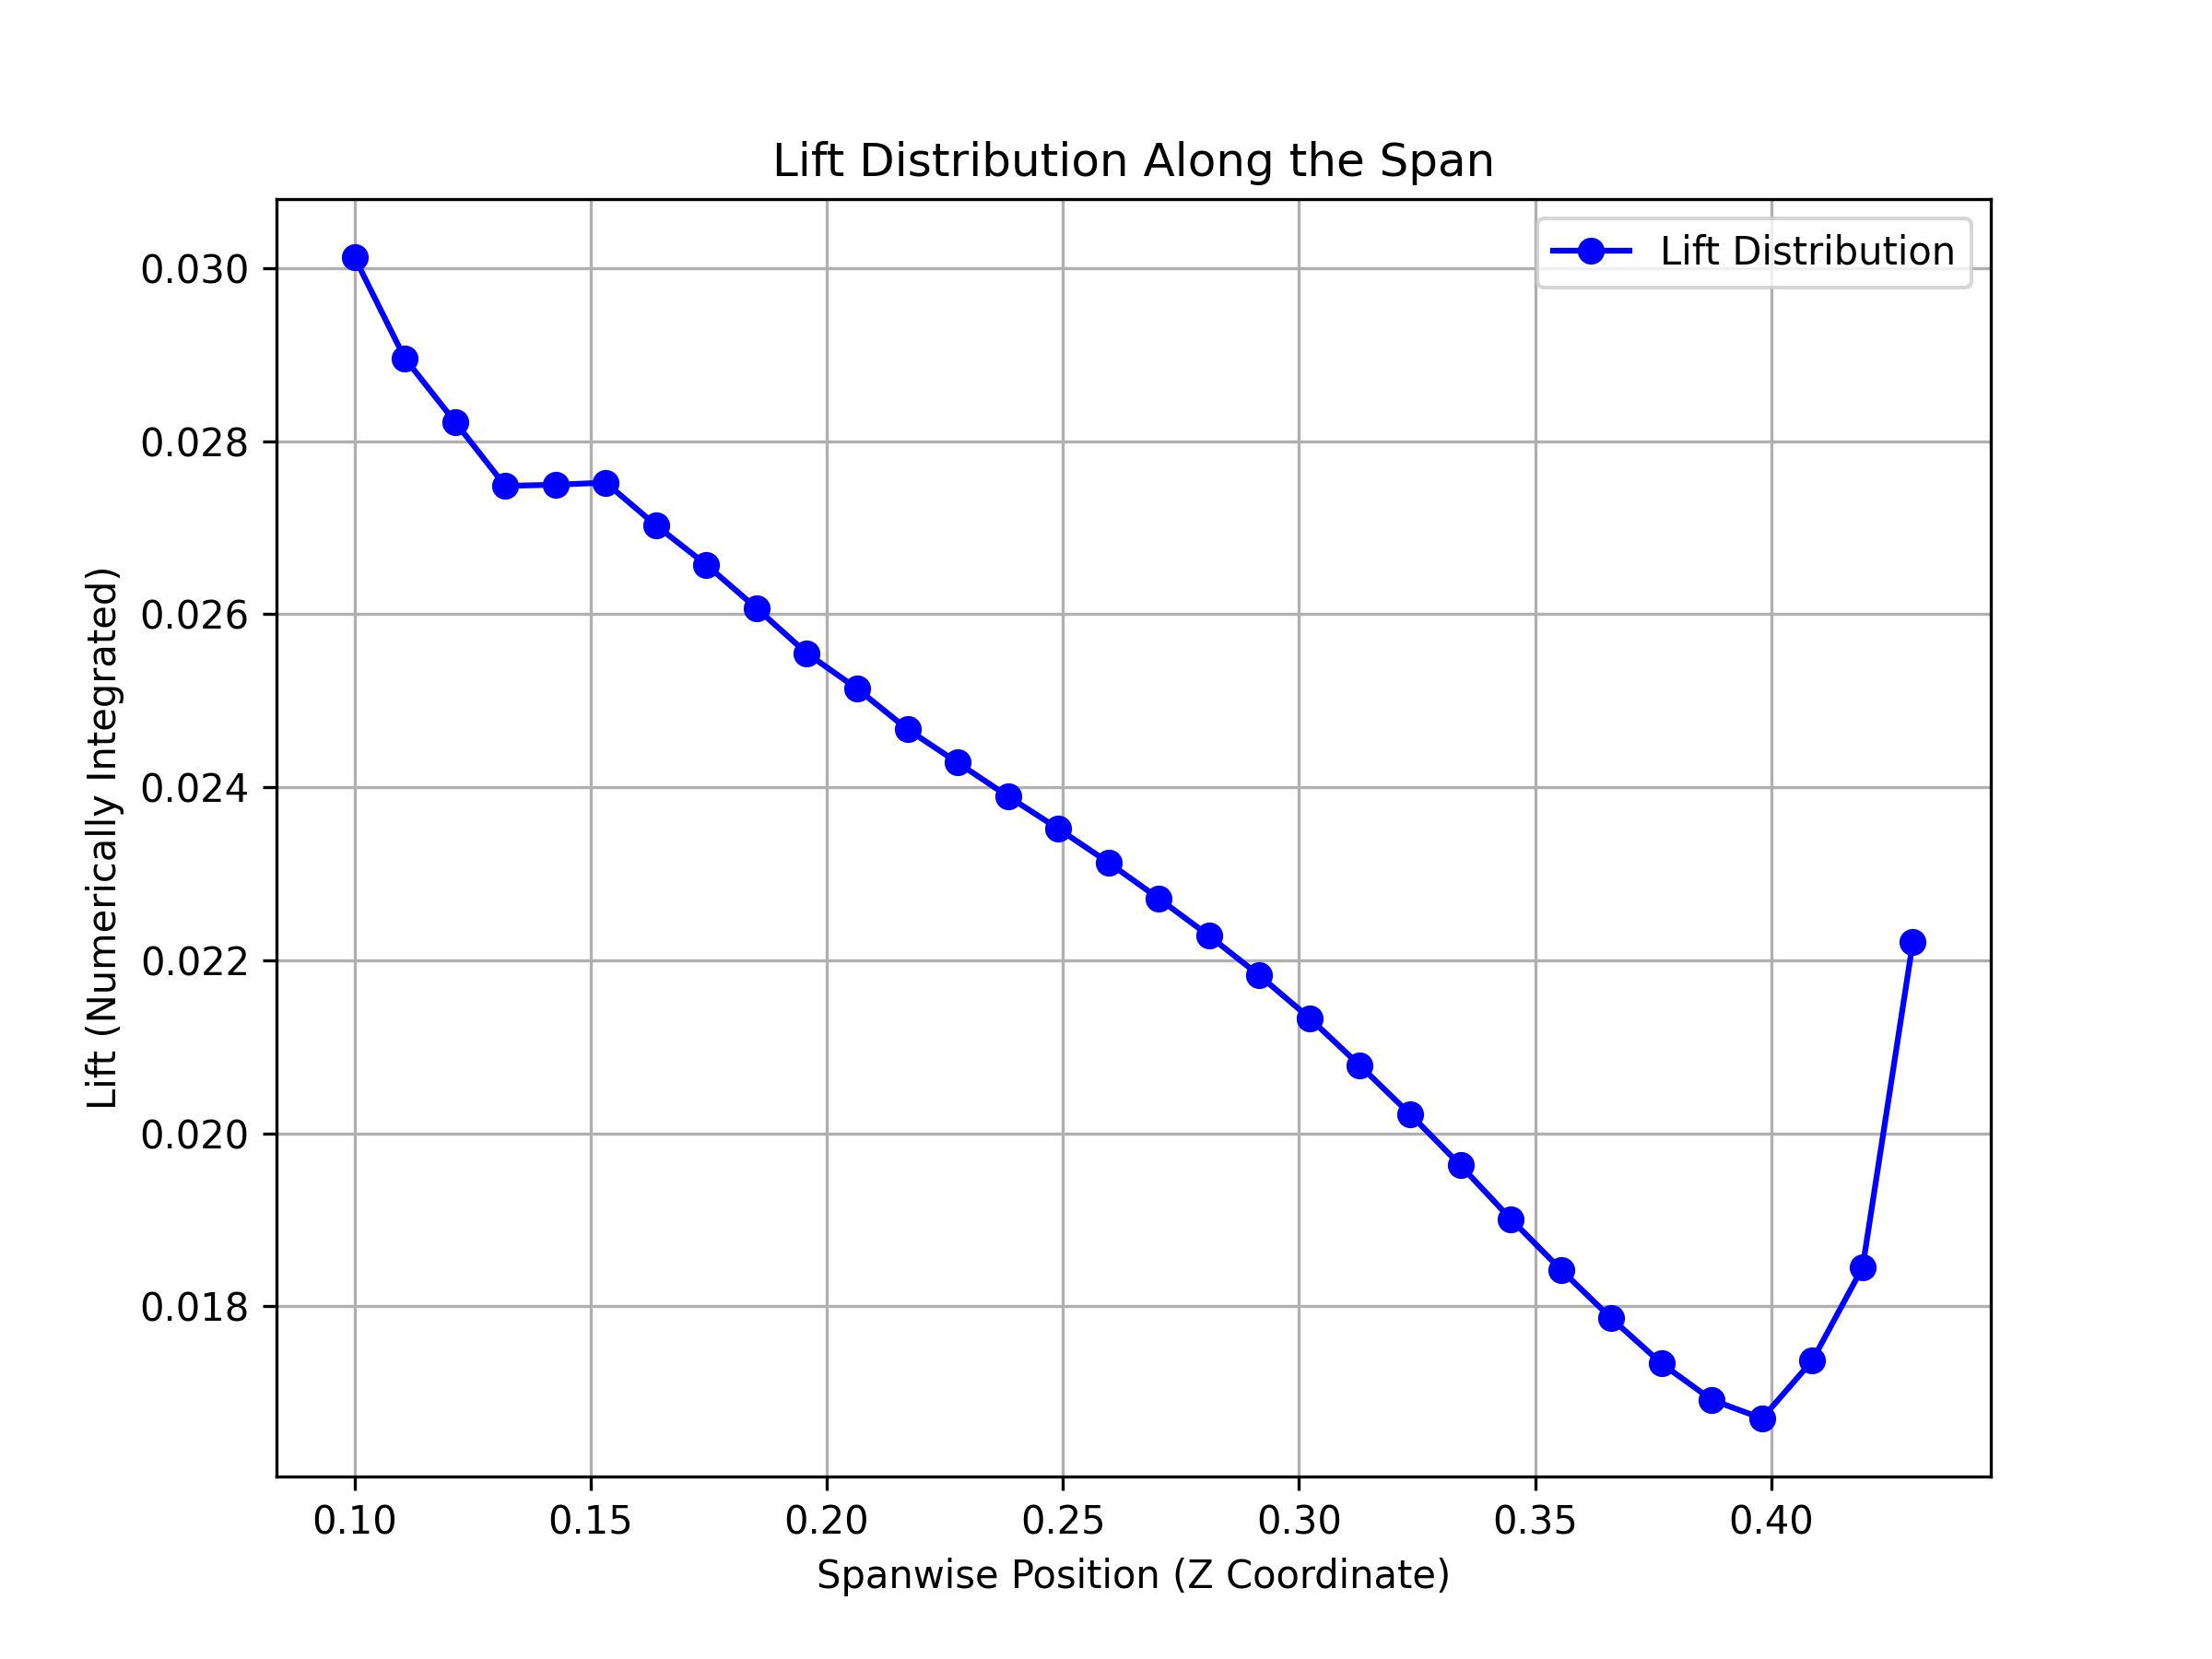 Lift Distribution Along the Span
Lift Distribution
0.030
0.028
0.026
0.024
0.022
0.020
0.018
Lift (Numerically Integrated)
0.10 0.15 0.20 0.25 0.30 0.35 0.40
Spanwise Position (Z Coordinate)